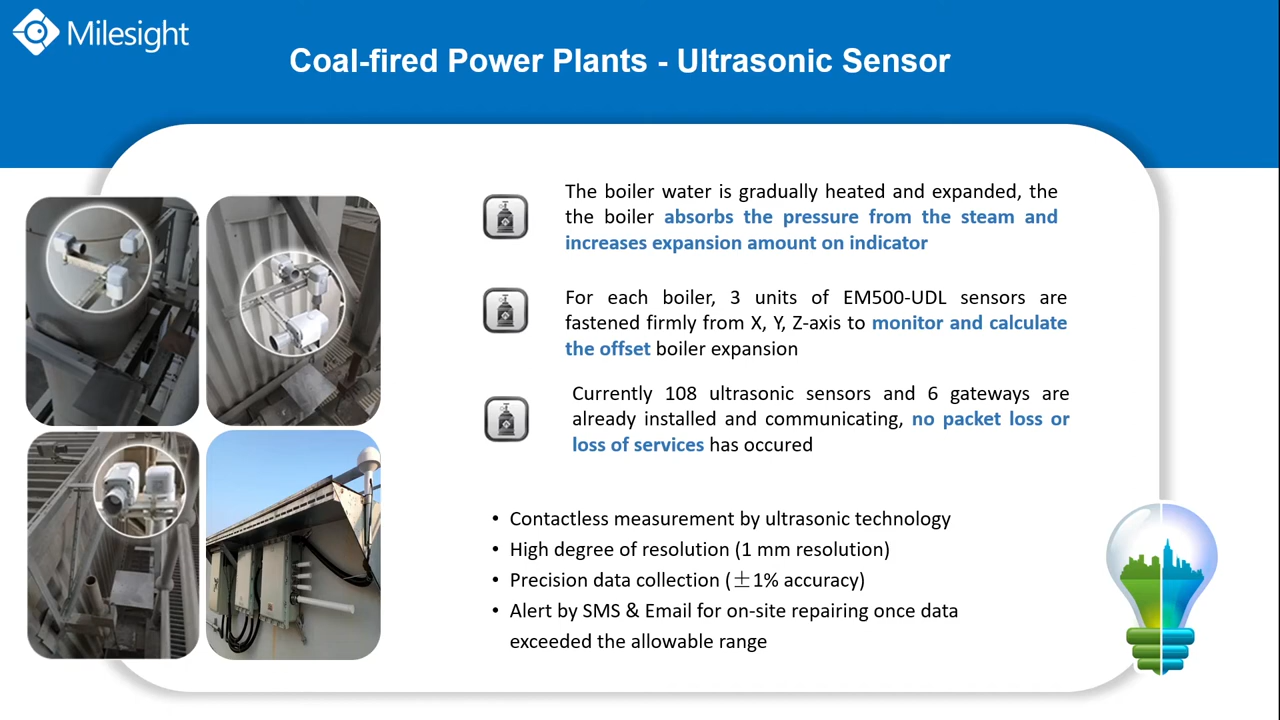 Milesight
Coal-fired Power Plants - Ultrasonic Sensor
The boiler water is gradually heated and expanded, the
the boiler absorbs the pressure from the steam and
increases expansion amount on indicator
For each boiler, 3 units of EM500-UDL sensors are
fastened firmly from X, Y, Z-axis to monitor and calculate
the offset boiler expansion
Currently 108 ultrasonic sensors and 6 gateways are
already installed and communicating, no packet loss or
loss of services has occured
• Contactless measurement by ultrasonic technology
• High degree of resolution (1 mm resolution)
• Precision data collection (±1% accuracy)
• Alert by SMS & Email for on-site repairing once data
exceeded the allowable range